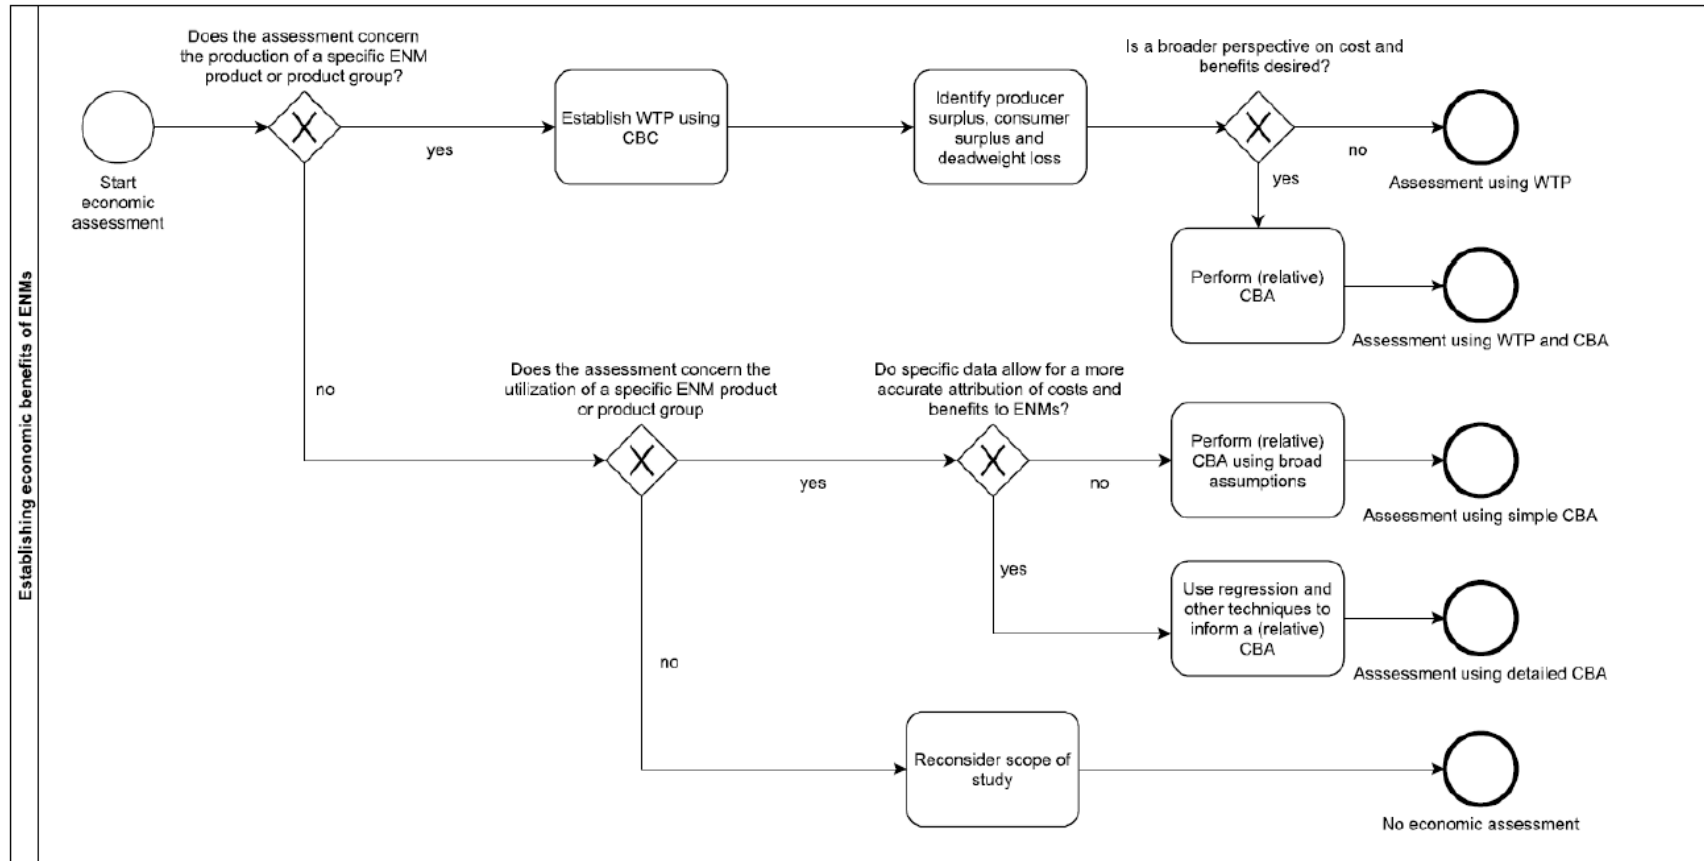 Establishing economic benefits of ENMs
Does the assessment concern
the production of a specific ENM
product or product group?
Is a broader perspective on cost and
benefits desired?
Start
economic
assessment
yes
Establish WTP using
CBC
Identify producer
surplus, consumer
surplus and
deadweight loss
no
Assessment using WTP
yes
Perform (relative)
CBA
Assessment using WTP and CBA
no
Does the assessment concern the
utilization of a specific ENM product
or product group
Do specific data allow for a more
accurate attribution of costs and
benefits to ENMs?
yes
no
Perform (relative)
CBA using broad
assumptions
Assessment using simple CBA
yes
Use regression and
other techniques to
inform a (relative)
CBA
Asssessment using detailed CBA
no
Reconsider scope of
study
No economic assessment